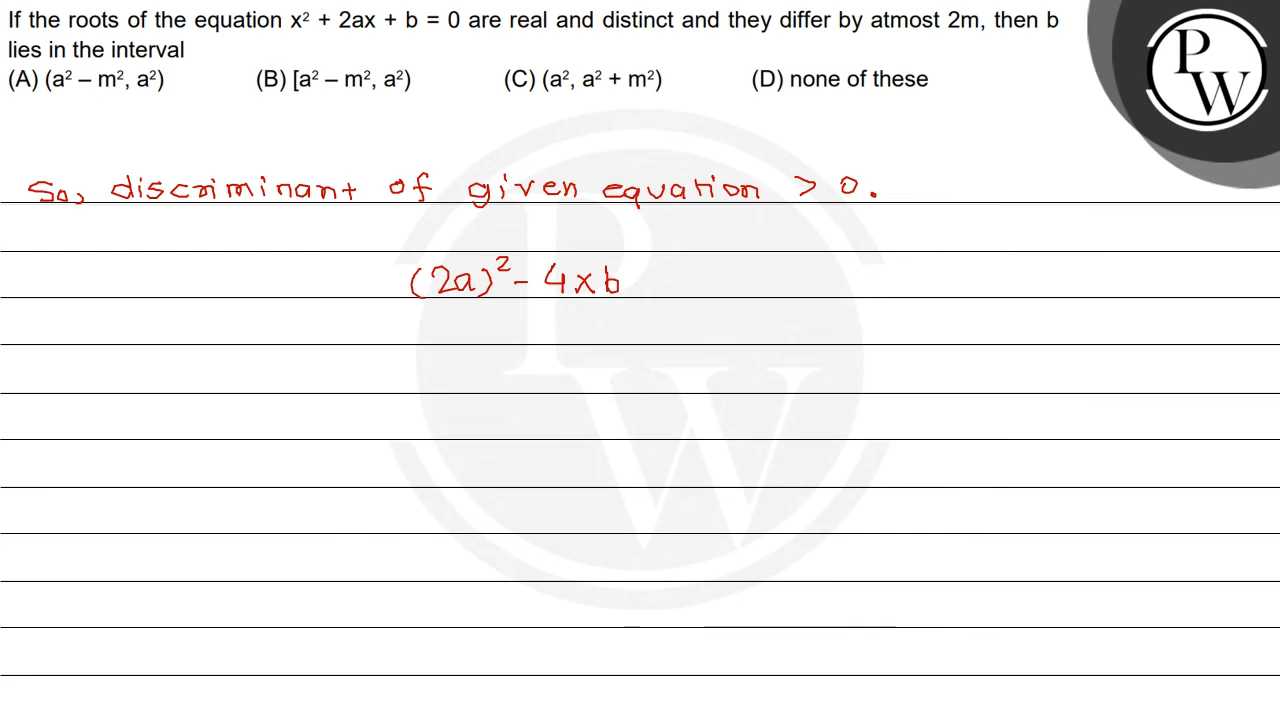 If the roots of the equation x² + 2ax + b = 0 are real and distinct and they differ by atmost 2m, then b
lies in the interval
(A) (a² – m², a²) (B) [a² – m², a²) (C) (a², a² + m²) (D) none of these
P
W
So, discriminant of given equation > 0.
(2a)² - 4 x b
P
W